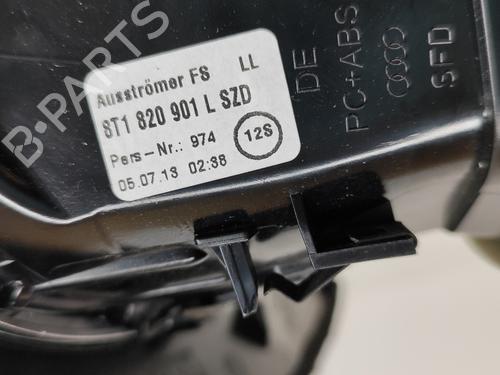 Ausströmer FS LL
8T1 820 901 L SZD
Pers-Nr.: 974
12S
05.07.13 02:38
DE
PC+ABS
SFD
B-Parts